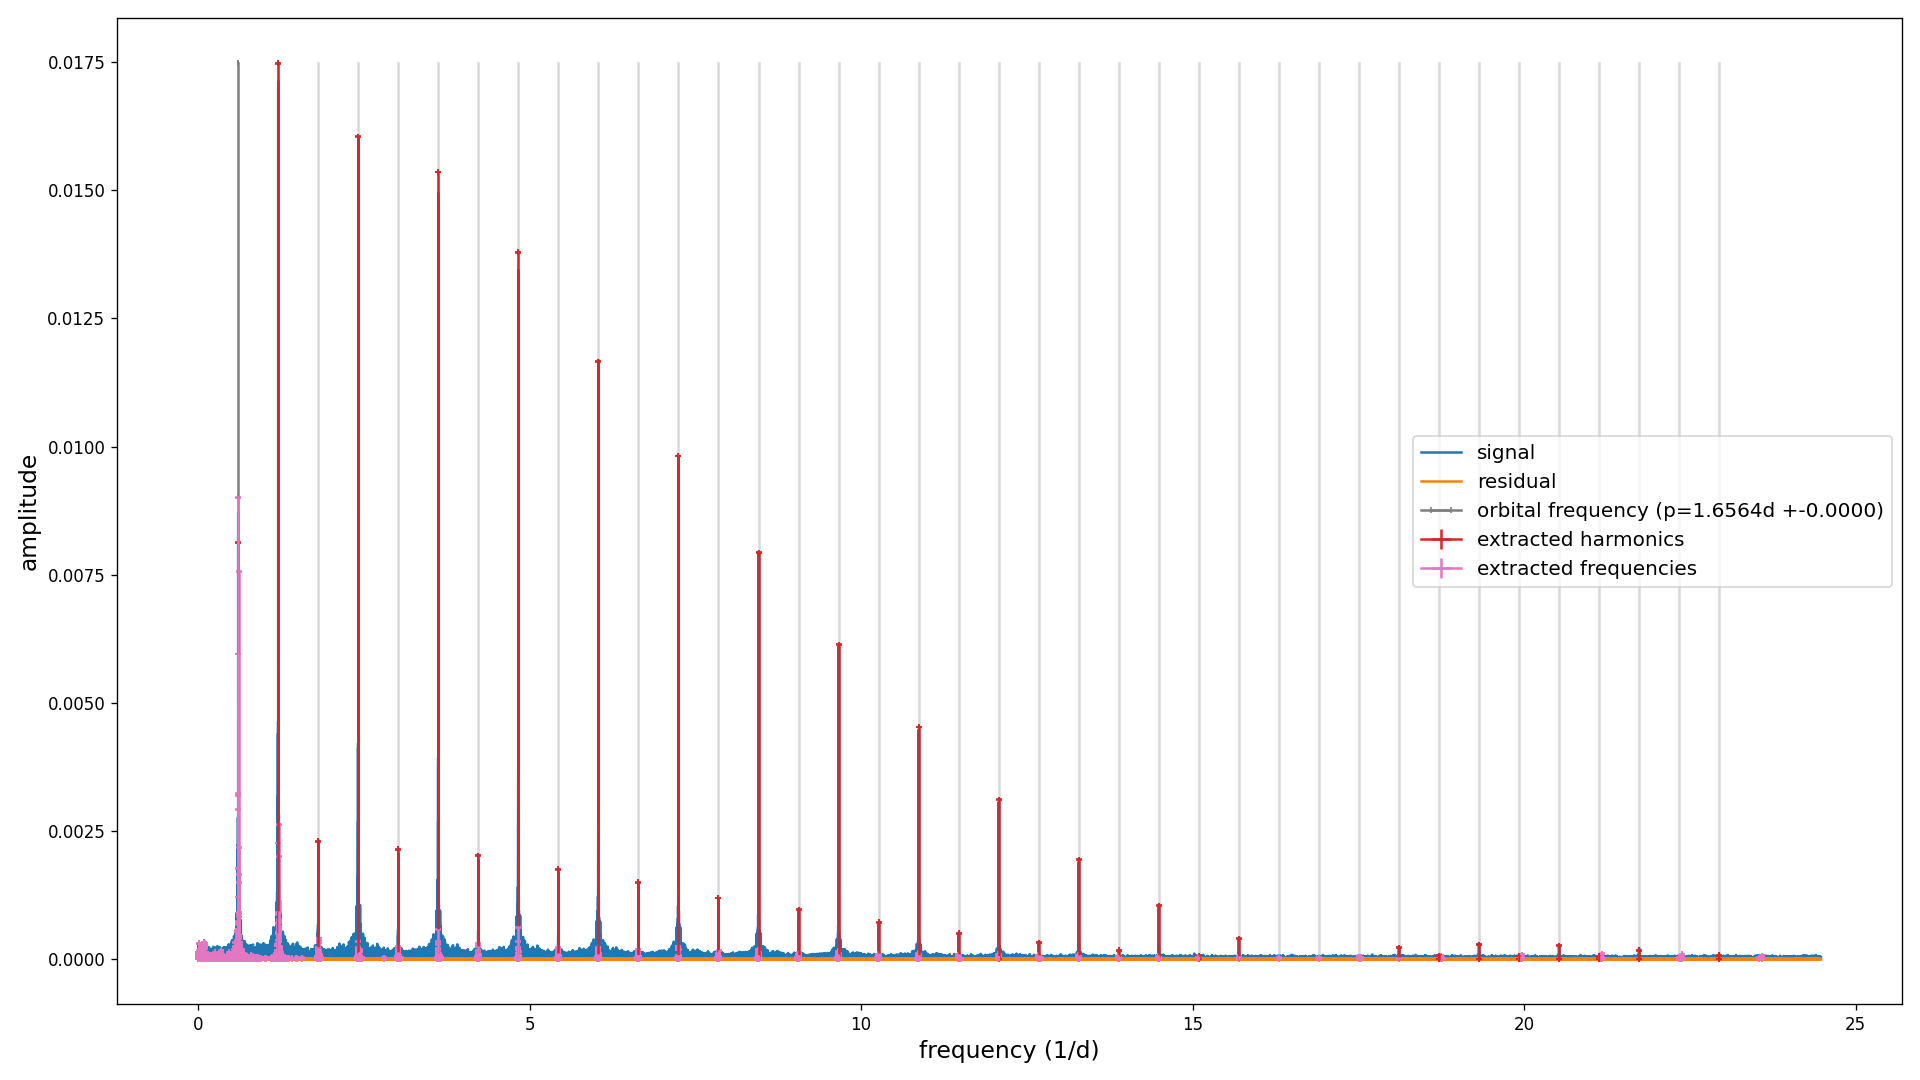 0.0175
0.0150
0.0125
0.0100
0.0075
0.0050
0.0025
0.0000
amplitude
signal
residual
orbital frequency (p=1.6564d +-0.0000)
extracted harmonics
extracted frequencies
0 5 10 15 20 25
frequency (1/d)